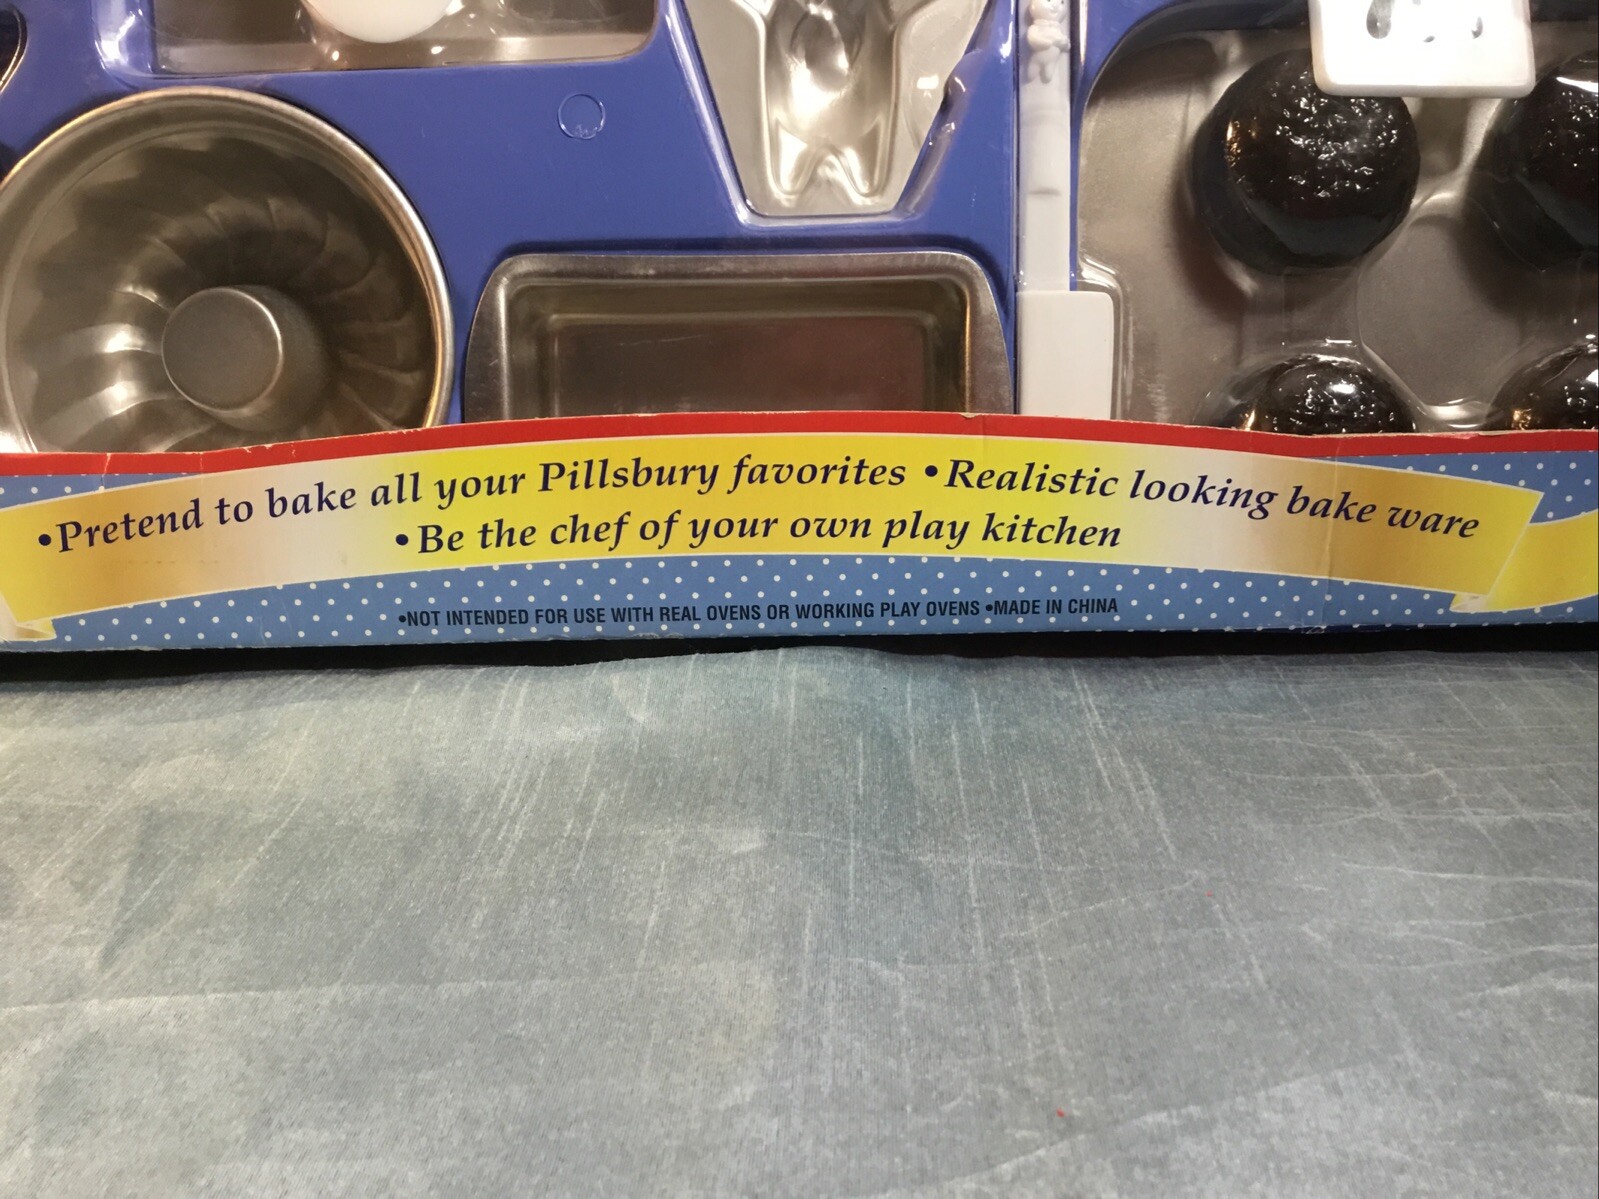 •Pretend to bake all your Pillsbury favorites •Realistic looking bake ware
•Be the chef of your own play kitchen
•NOT INTENDED FOR USE WITH REAL OVENS OR WORKING PLAY OVENS •MADE IN CHINA